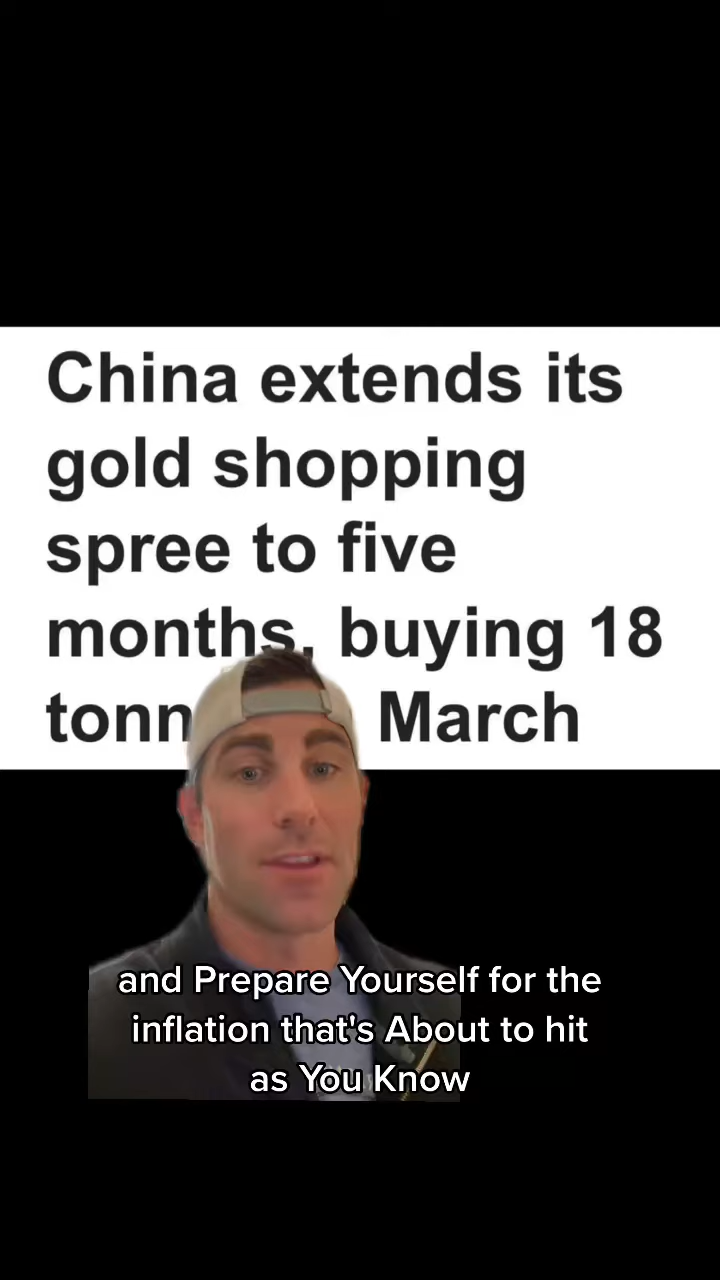 China extends its
gold shopping
spree to five
months, buying 18
tonn March
and Prepare Yourself for the
inflation that's About to hit
as You Know